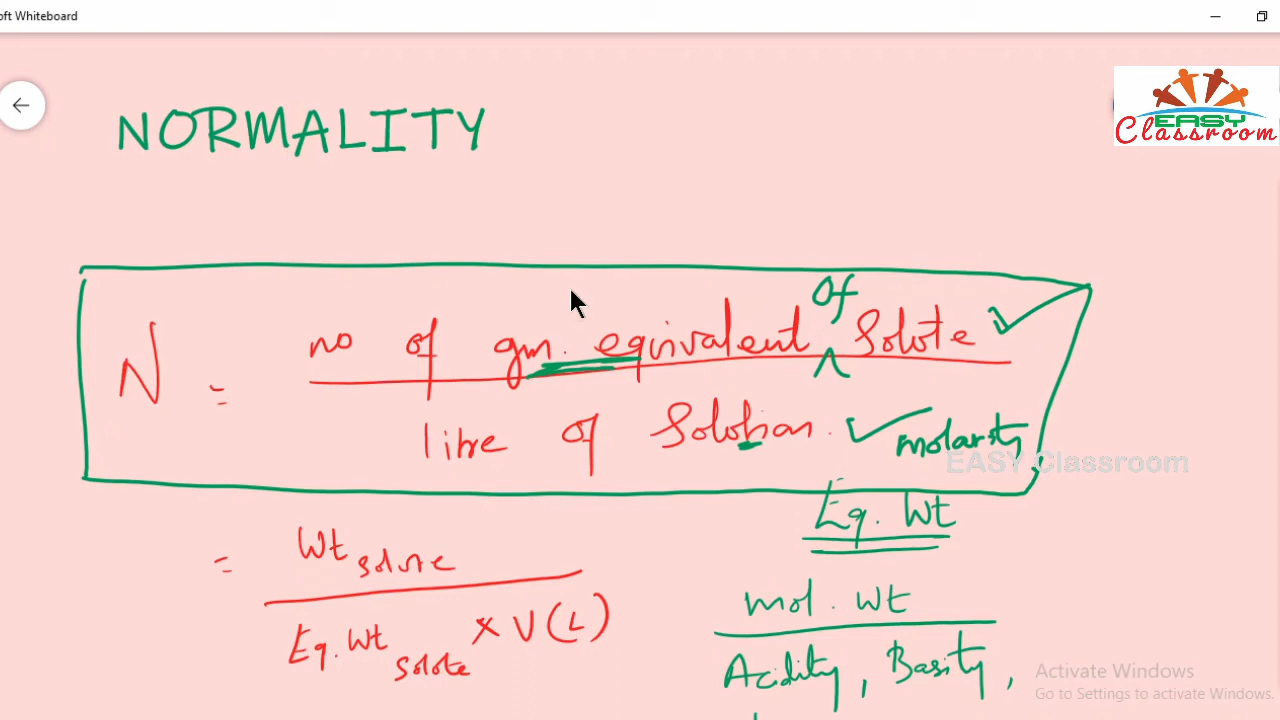 oft Whiteboard
EASY
Classroom
NORMALITY
Of
N = no of gm. equivalent ^ Solute
litre of Solution. molarity
EASY Classroom
Eq. Wt
= Wt solute
Eq. Wt solute × V (L)
mol. wt
Acidity, Basity,
Activate Windows
Go to Settings to activate Windows.